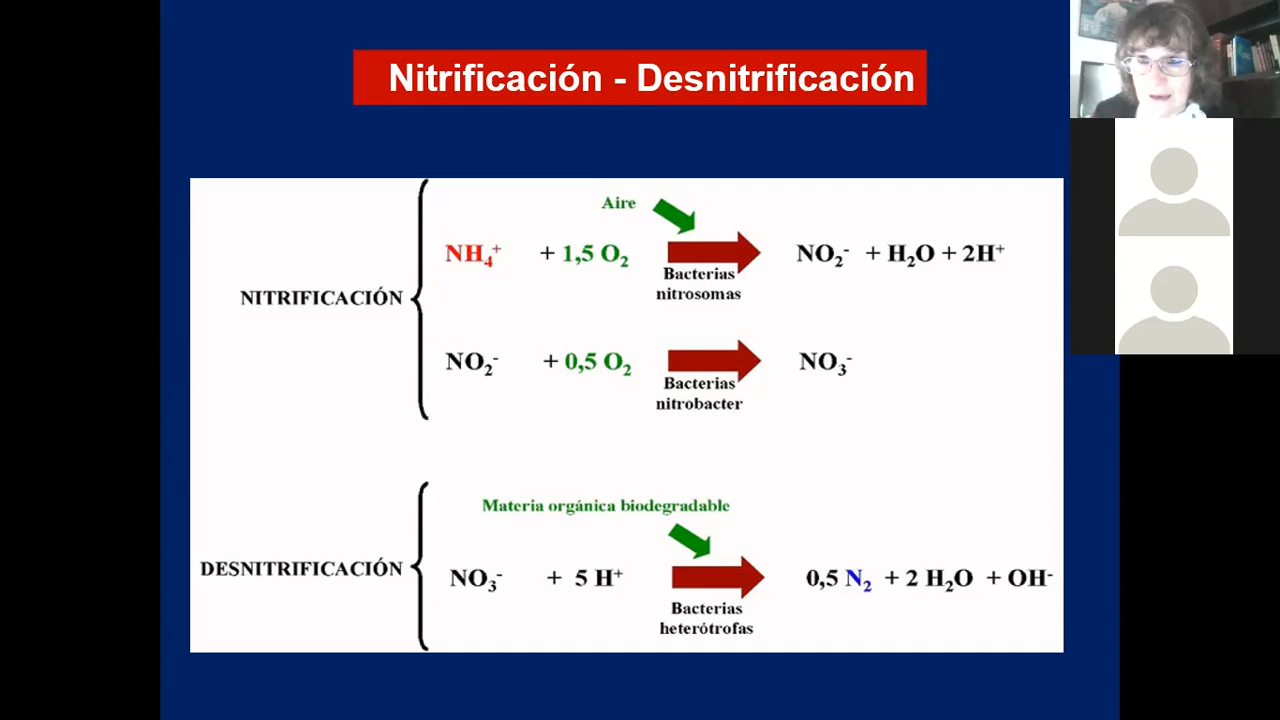 Nitrificación - Desnitrificación
Aire
NH₄⁺ + 1,5 O₂ NO₂⁻ + H₂O + 2H⁺
Bacterias
nitrosomas
NITRIFICACIÓN
NO₂⁻ + 0,5 O₂ NO₃⁻
Bacterias
nitrobacter
Materia orgánica biodegradable
DESNITRIFICACIÓN
NO₃⁻ + 5 H⁺ 0,5 N₂ + 2 H₂O + OH⁻
Bacterias
heterótrofas